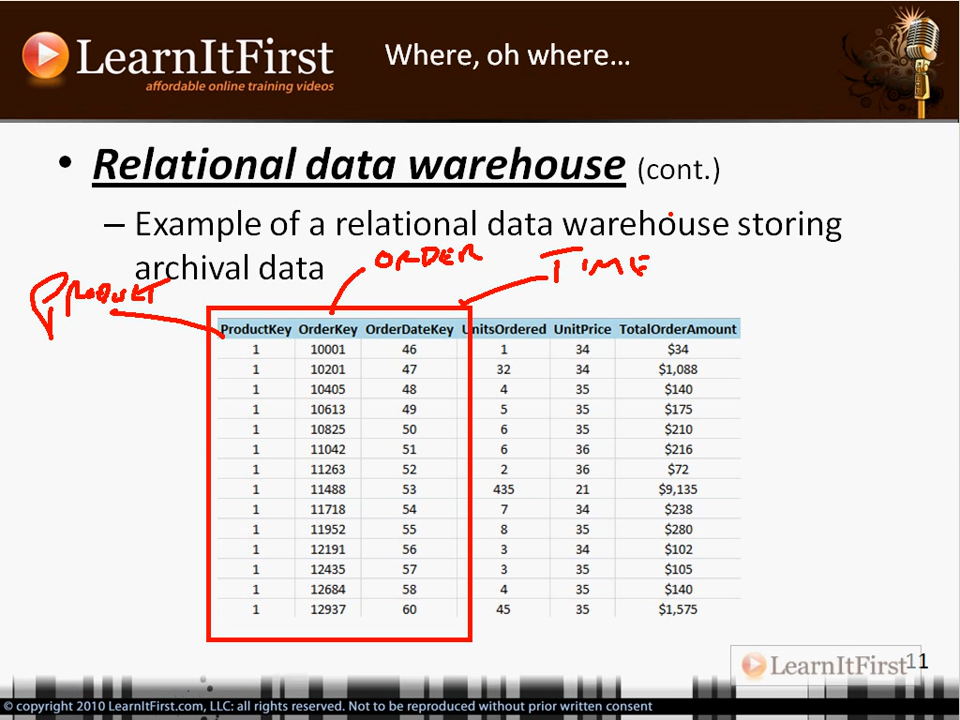 LearnItFirst
affordable online training videos
Where, oh where…
• Relational data warehouse (cont.)
– Example of a relational data warehouse storing
archival data
ORDER
TIME
PRODUCT
ProductKey OrderKey OrderDateKey UnitsOrdered UnitPrice TotalOrderAmount
1 10001 46 1 34 $34
1 10201 47 32 34 $1,088
1 10405 48 4 35 $140
1 10613 49 5 35 $175
1 10825 50 6 35 $210
1 11042 51 6 36 $216
1 11263 52 2 36 $72
1 11488 53 435 21 $9,135
1 11718 54 7 34 $238
1 11952 55 8 35 $280
1 12191 56 3 34 $102
1 12435 57 3 35 $105
1 12684 58 4 35 $140
1 12937 60 45 35 $1,575
LearnItFirst
11
© copyright 2010 LearnItFirst.com, LLC: all rights reserved. Not to be reproduced without prior written consent